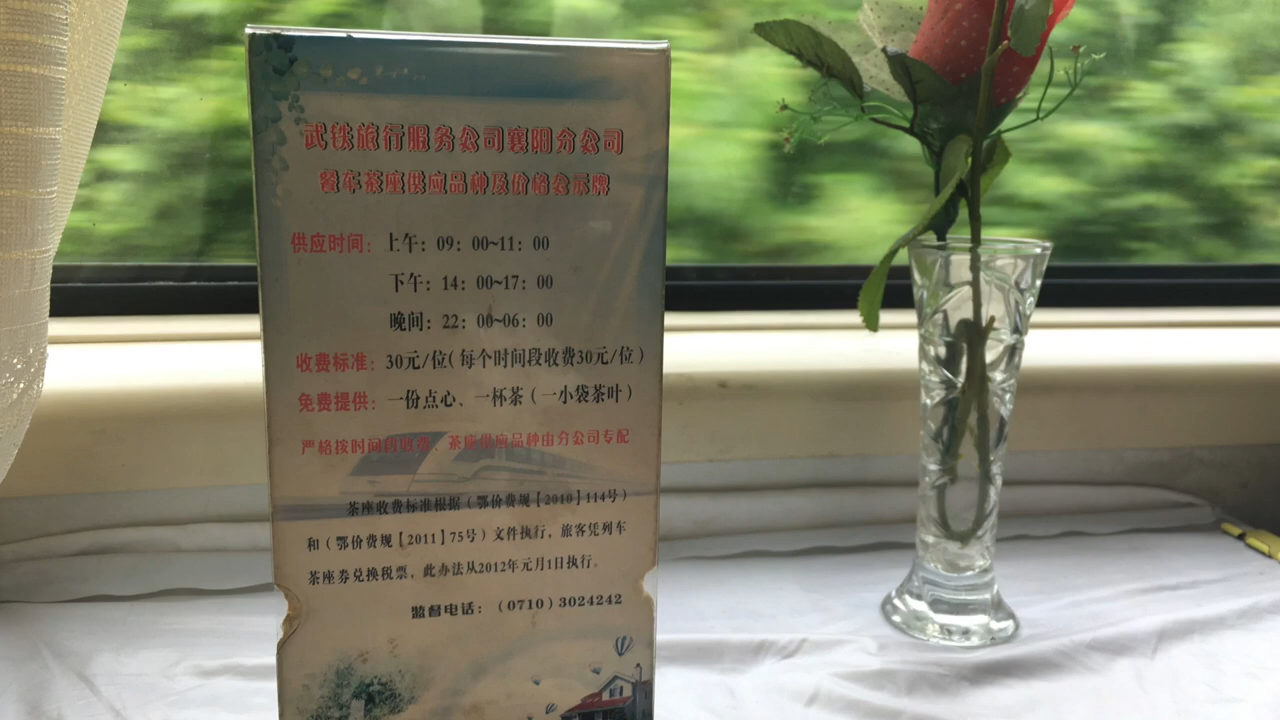 武铁旅行服务公司襄阳分公司
餐车茶座供应品种及价格公示牌
供应时间：上午：09：00~11：00
下午：14：00~17：00
晚间：22：00~06：00
收费标准：30元/位（每个时间段收费30元/位）
免费提供：一份点心、一杯茶（一小袋茶叶）
严格按时间段收费、茶座供应品种由分公司专配
茶座收费标准根据（鄂价费规【2010】114号）
和（鄂价费规【2011】75号）文件执行，旅客凭列车
茶座券兑换税票，此办法从2012年元月1日执行。
监督电话：（0710）3024242